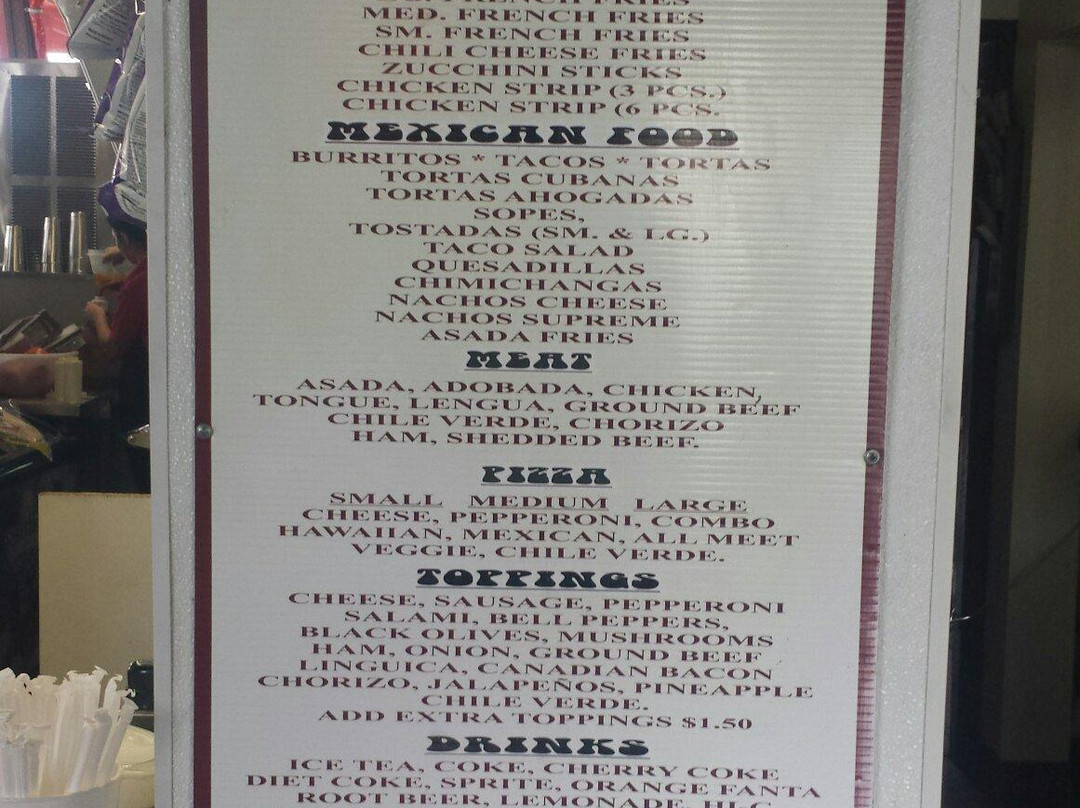 FRENCH FRIES
MED. FRENCH FRIES
SM. FRENCH FRIES
CHILI CHEESE FRIES
ZUCCHINI STICKS
CHICKEN STRIP (3 PCS.)
CHICKEN STRIP (6 PCS.
MEXICAN FOOD
BURRITOS * TACOS * TORTAS
TORTAS CUBANAS
TORTAS AHOGADAS
SOPES,
TOSTADAS (SM. & LG.)
TACO SALAD
QUESADILLAS
CHIMICHANGAS
NACHOS CHEESE
NACHOS SUPREME
ASADA FRIES
MEAT
ASADA, ADOBADA, CHICKEN,
TONGUE, LENGUA, GROUND BEEF
CHILE VERDE, CHORIZO
HAM, SHEDDED BEEF.
PIZZA
SMALL MEDIUM LARGE
CHEESE, PEPPERONI, COMBO
HAWAIIAN, MEXICAN, ALL MEET
VEGGIE, CHILE VERDE.
TOPPINGS
CHEESE, SAUSAGE, PEPPERONI
SALAMI, BELL PEPPERS,
BLACK OLIVES, MUSHROOMS
HAM, ONION, GROUND BEEF
LINGUICA, CANADIAN BACON
CHORIZO, JALAPEÑOS, PINEAPPLE
CHILE VERDE.
ADD EXTRA TOPPINGS $1.50
DRINKS
ICE TEA, COKE, CHERRY COKE
DIET COKE, SPRITE, ORANGE FANTA
ROOT BEER, LEMONADE,